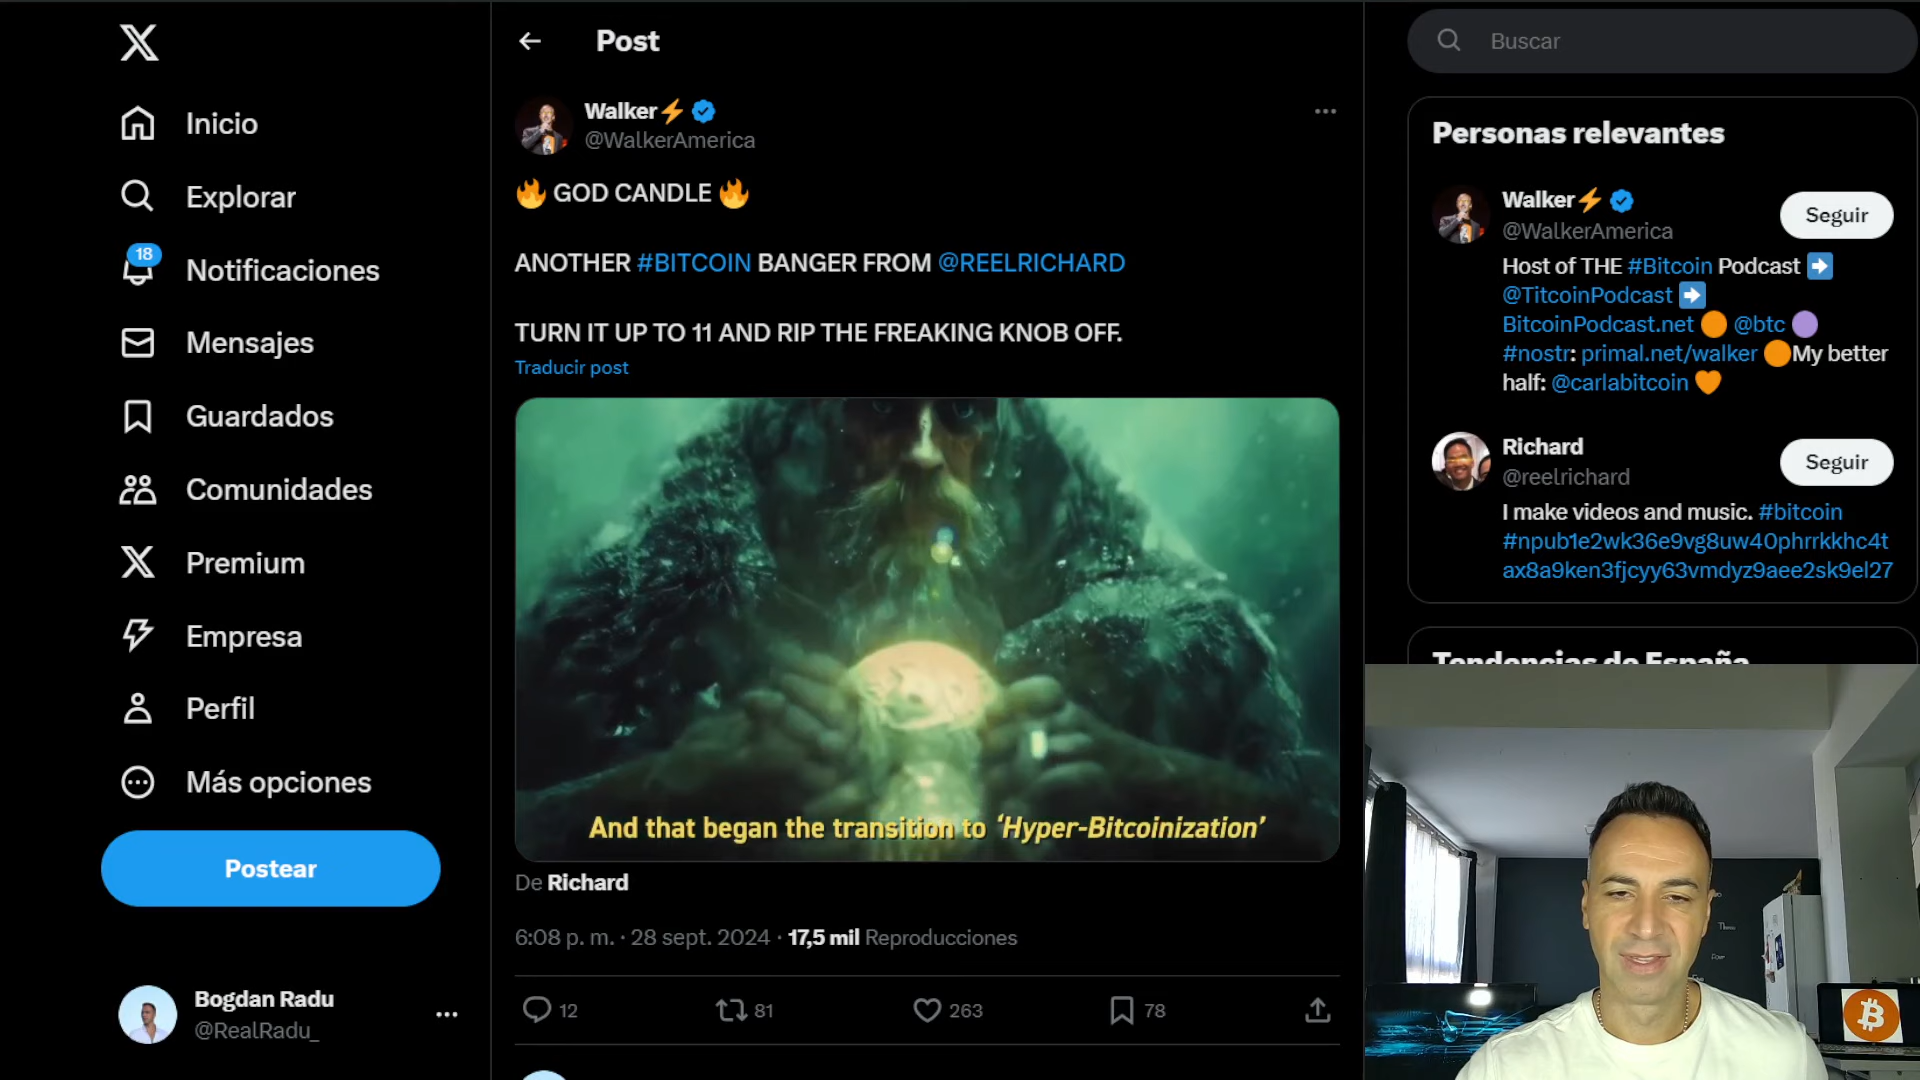 Inicio
Explorar
18
Notificaciones
Mensajes
Guardados
Comunidades
Premium
Empresa
Perfil
Más opciones
Postear
Bogdan Radu
@RealRadu_
Post
Walker⚡
@WalkerAmerica
🔥 GOD CANDLE 🔥
ANOTHER #BITCOIN BANGER FROM @REELRICHARD
TURN IT UP TO 11 AND RIP THE FREAKING KNOB OFF.
Traducir post
And that began the transition to ‘Hyper-Bitcoinization’
De Richard
6:08 p. m. · 28 sept. 2024 · 17,5 mil Reproducciones
12
81
263
78
Buscar
Personas relevantes
Walker⚡
@WalkerAmerica
Seguir
Host of THE #Bitcoin Podcast ➡️
@TitcoinPodcast ➡️
BitcoinPodcast.net 🟠 @btc 🟣
#nostr: primal.net/walker 🟠My better
half: @carlabitcoin 🧡
Richard
@reelrichard
Seguir
I make videos and music. #bitcoin
#npub1e2wk36e9vg8uw40phrrkkhc4t
ax8a9ken3fjcyy63vmdyz9aee2sk9el27
Tendencias de España